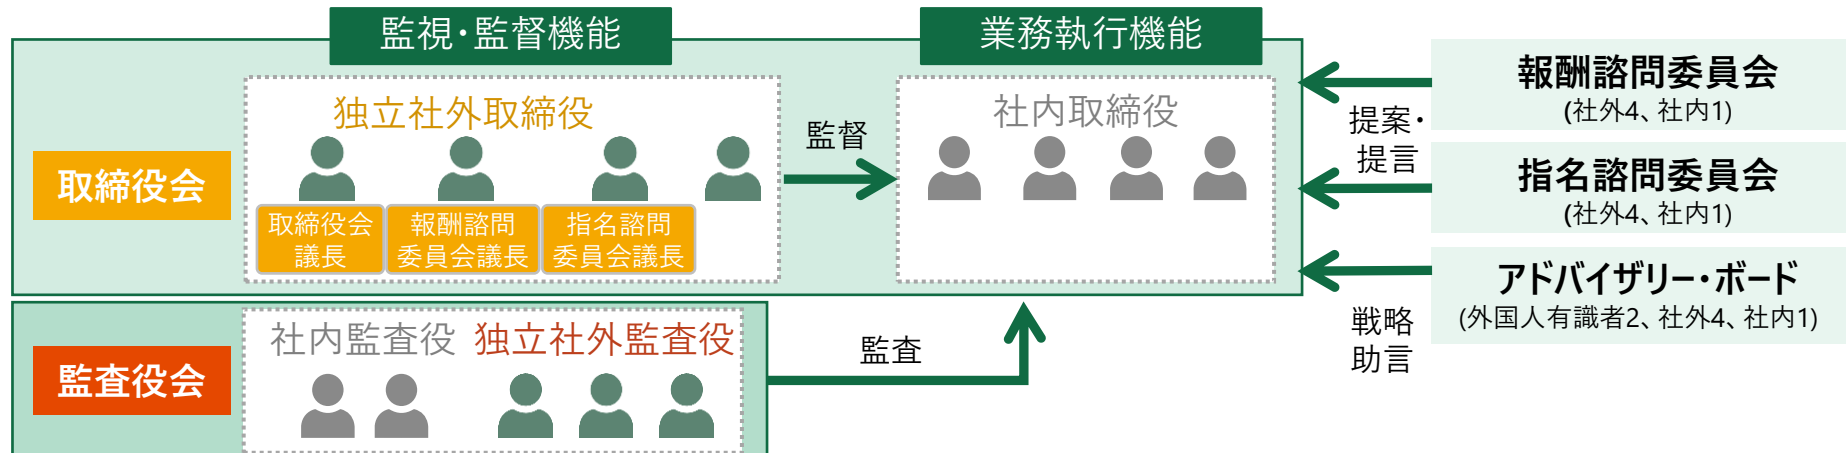 監視・監督機能
業務執行機能
独立社外取締役
社内取締役
監督
取締役会
取締役会
議長
報酬諮問
委員会議長
指名諮問
委員会議長
報酬諮問委員会
(社外4、社内1)
提案・
提言
指名諮問委員会
(社外4、社内1)
アドバイザリー・ボード
(外国人有識者2、社外4、社内1)
戦略
助言
社内監査役
独立社外監査役
監査役会
監査